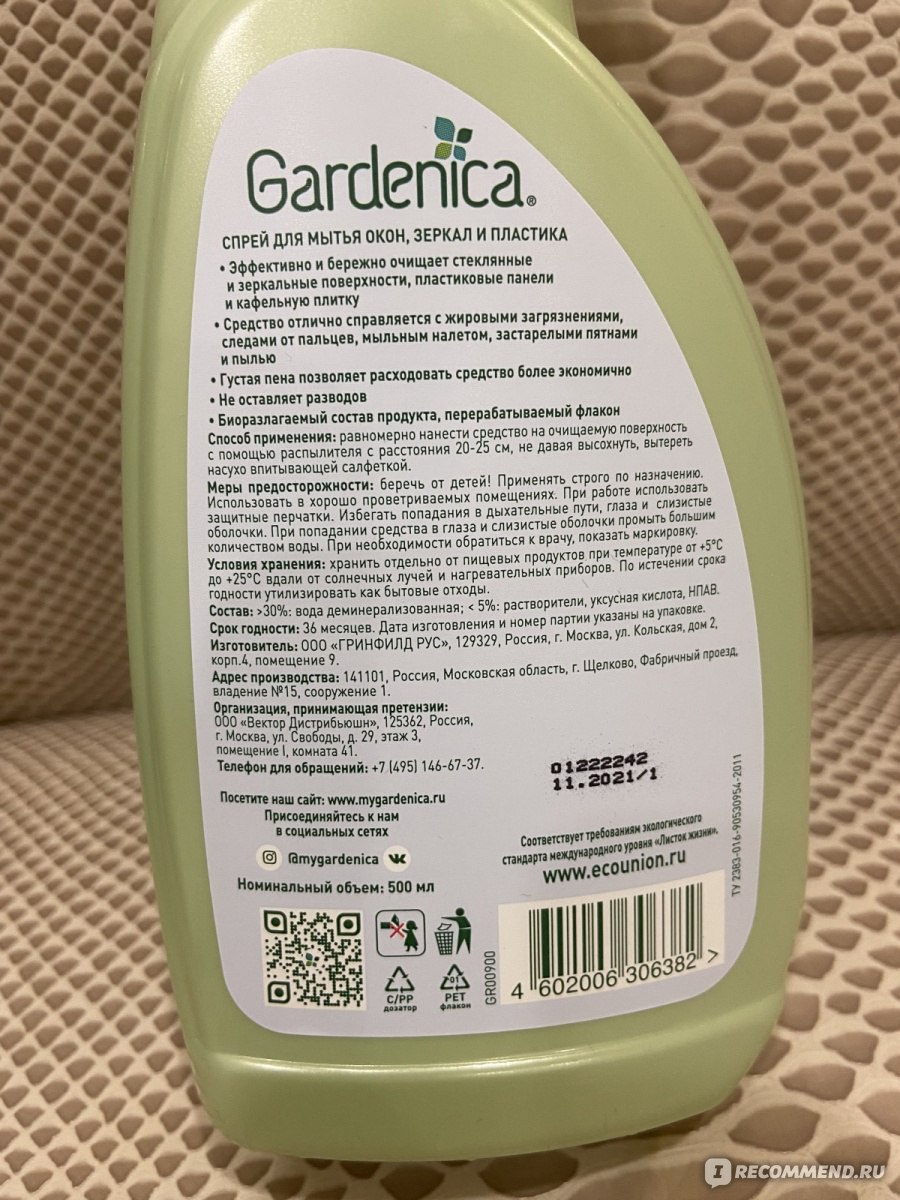 Gardenica®
СПРЕЙ ДЛЯ МЫТЬЯ ОКОН, ЗЕРКАЛ И ПЛАСТИКА
• Эффективно и бережно очищает стеклянные
и зеркальные поверхности, пластиковые панели
и кафельную плитку
• Средство отлично справляется с жировыми загрязнениями,
следами от пальцев, мыльным налетом, застарелыми пятнами
и пылью
• Густая пена позволяет расходовать средство более экономично
• Не оставляет разводов
• Биоразлагаемый состав продукта, перерабатываемый флакон
Способ применения: равномерно нанести средство на очищаемую поверхность
с помощью распылителя с расстояния 20-25 см, не давая высохнуть, вытереть
насухо впитывающей салфеткой.
Меры предосторожности: беречь от детей! Применять строго по назначению.
Использовать в хорошо проветриваемых помещениях. При работе использовать
защитные перчатки. Избегать попадания в дыхательные пути, глаза и слизистые
оболочки. При попадании средства в глаза и слизистые оболочки промыть большим
количеством воды. При необходимости обратиться к врачу, показать маркировку.
Условия хранения: хранить отдельно от пищевых продуктов при температуре от +5°C
до +25°C вдали от солнечных лучей и нагревательных приборов. По истечении срока
годности утилизировать как бытовые отходы.
Состав: >30%: вода деминерализованная; < 5%: растворители, уксусная кислота, НПАВ.
Срок годности: 36 месяцев. Дата изготовления и номер партии указаны на упаковке.
Изготовитель: ООО «ГРИНФИЛД РУС», 129329, Россия, г. Москва, ул. Кольская, дом 2,
корп.4, помещение 9.
Адрес производства: 141101, Россия, Московская область, г. Щелково, Фабричный проезд,
владение №15, сооружение 1.
Организация, принимающая претензии:
ООО «Вектор Дистрибьюшн», 125362, Россия,
г. Москва, ул. Свободы, д. 29, этаж 3,
помещение I, комната 41.
Телефон для обращений: +7 (495) 146-67-37.
01222242
11.2021/1
Посетите наш сайт: www.mygardenica.ru
Присоединяйтесь к нам
в социальных сетях
@mygardenica
Номинальный объем: 500 мл
Соответствует требованиям экологического
стандарта международного уровня «Листок жизни».
www.ecounion.ru
ТУ 2383-016-90530954-2011
C/PP
дозатор
01
PET
флакон
GR00900
4 602006 306382 >
IRECOMMEND.RU